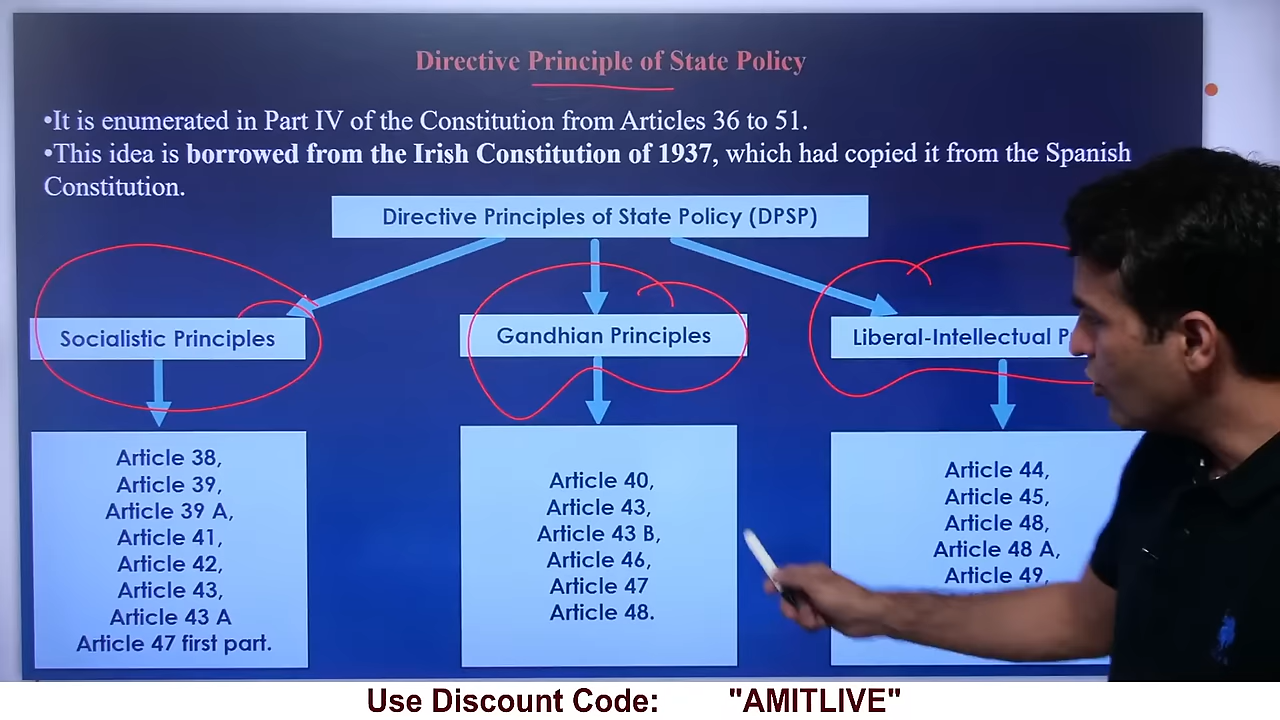 Directive Principle of State Policy
•It is enumerated in Part IV of the Constitution from Articles 36 to 51.
•This idea is borrowed from the Irish Constitution of 1937, which had copied it from the Spanish
Constitution.
Directive Principles of State Policy (DPSP)
Socialistic Principles
Gandhian Principles
Liberal-Intellectual
Article 38,
Article 39,
Article 39 A,
Article 41,
Article 42,
Article 43,
Article 43 A
Article 47 first part.
Article 40,
Article 43,
Article 43 B,
Article 46,
Article 47
Article 48.
Article 44,
Article 45,
Article 48,
Article 48 A,
Article 49,
Use Discount Code: "AMITLIVE"